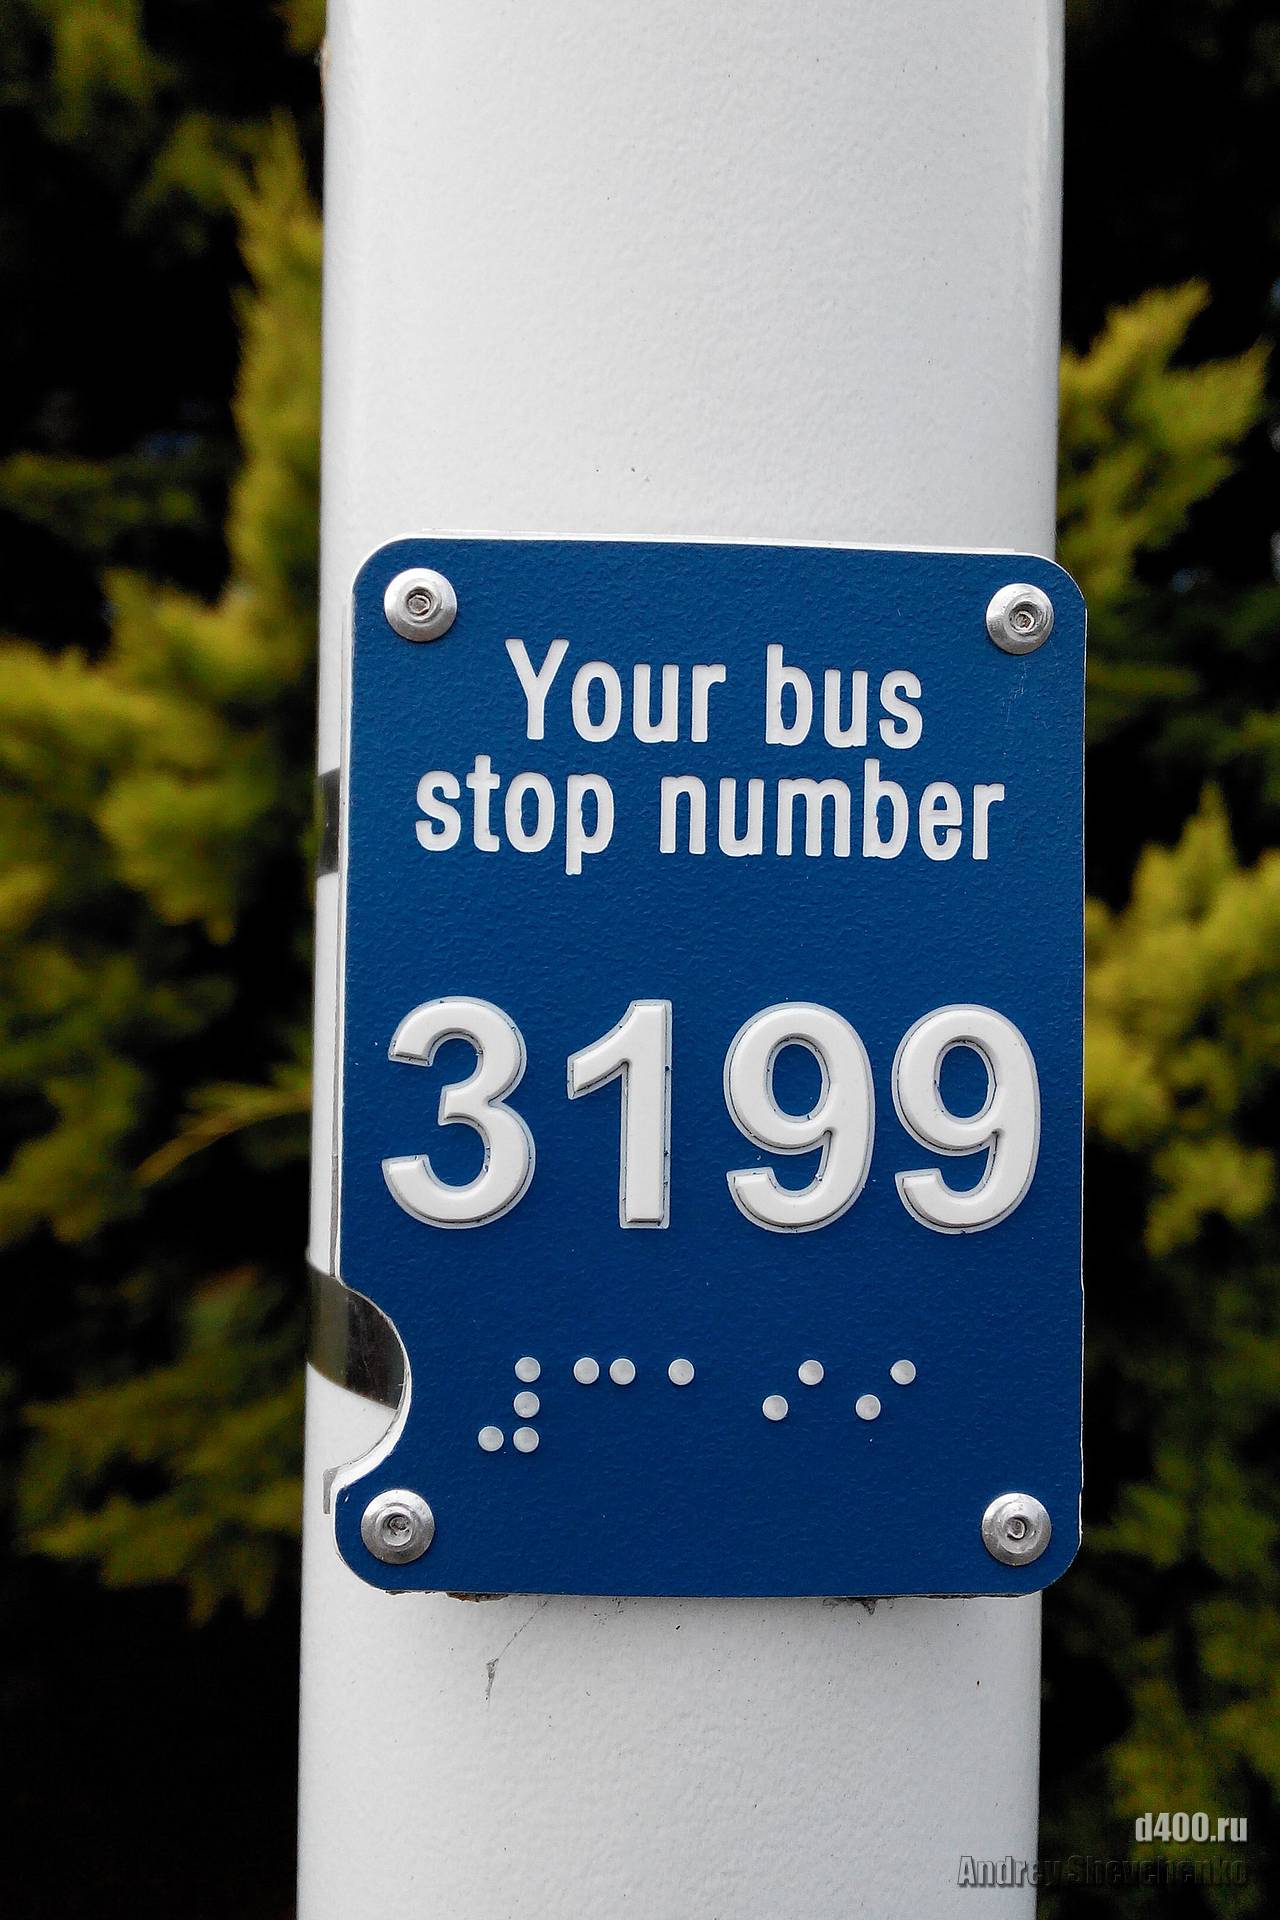 Your bus
stop number
3199
⠼⠉⠁⠊⠊
d400.ru
Andrey Shevchenko